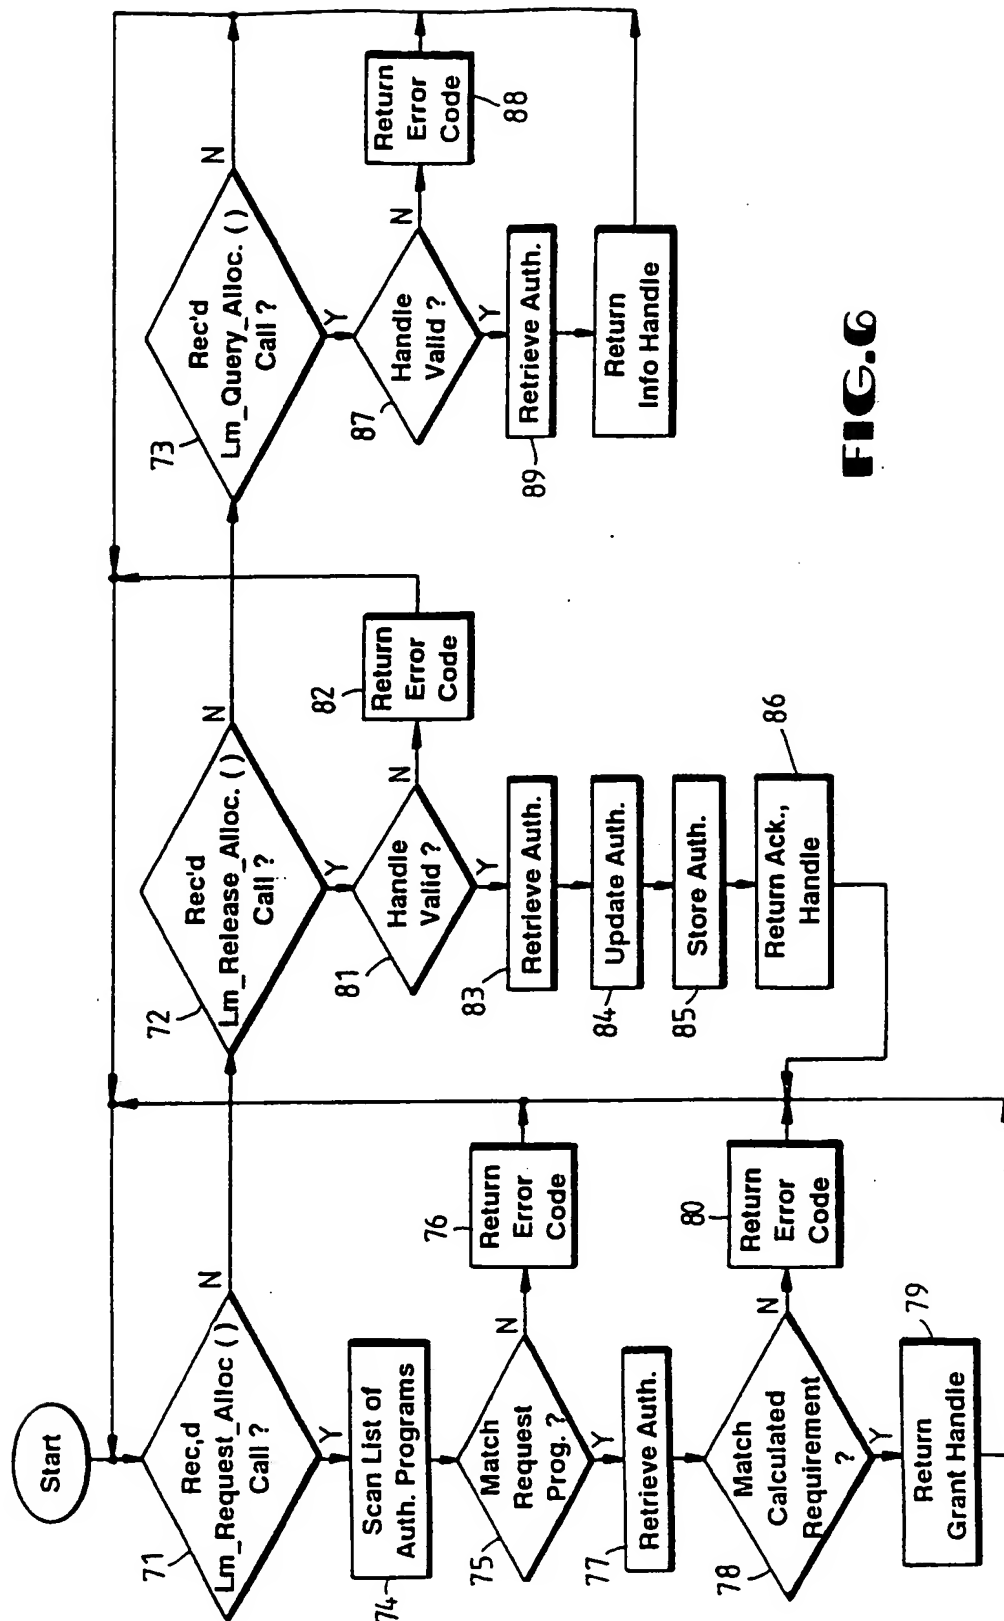 Start
71
Rec,d
Lm_Request_Alloc ( )
Call ?
N
Y
74
Scan List of
Auth. Programs
75
Match
Request
Prog. ?
N
Y
76
Return
Error
Code
77
Retrieve Auth.
78
Match
Calculated
Requirement
?
N
Y
80
Return
Error
Code
79
Return
Grant Handle
72
Rec'd
Lm_Release_Alloc. ( )
Call ?
N
Y
81
Handle
Valid ?
N
Y
82
Return
Error
Code
83
Retrieve Auth.
84
Update Auth.
85
Store Auth.
86
Return Ack.,
Handle
73
Rec'd
Lm_Query_Alloc. ( )
Call ?
N
Y
87
Handle
Valid ?
N
Y
88
Return
Error
Code
89
Retrieve Auth.
Return
Info Handle
FIG.6